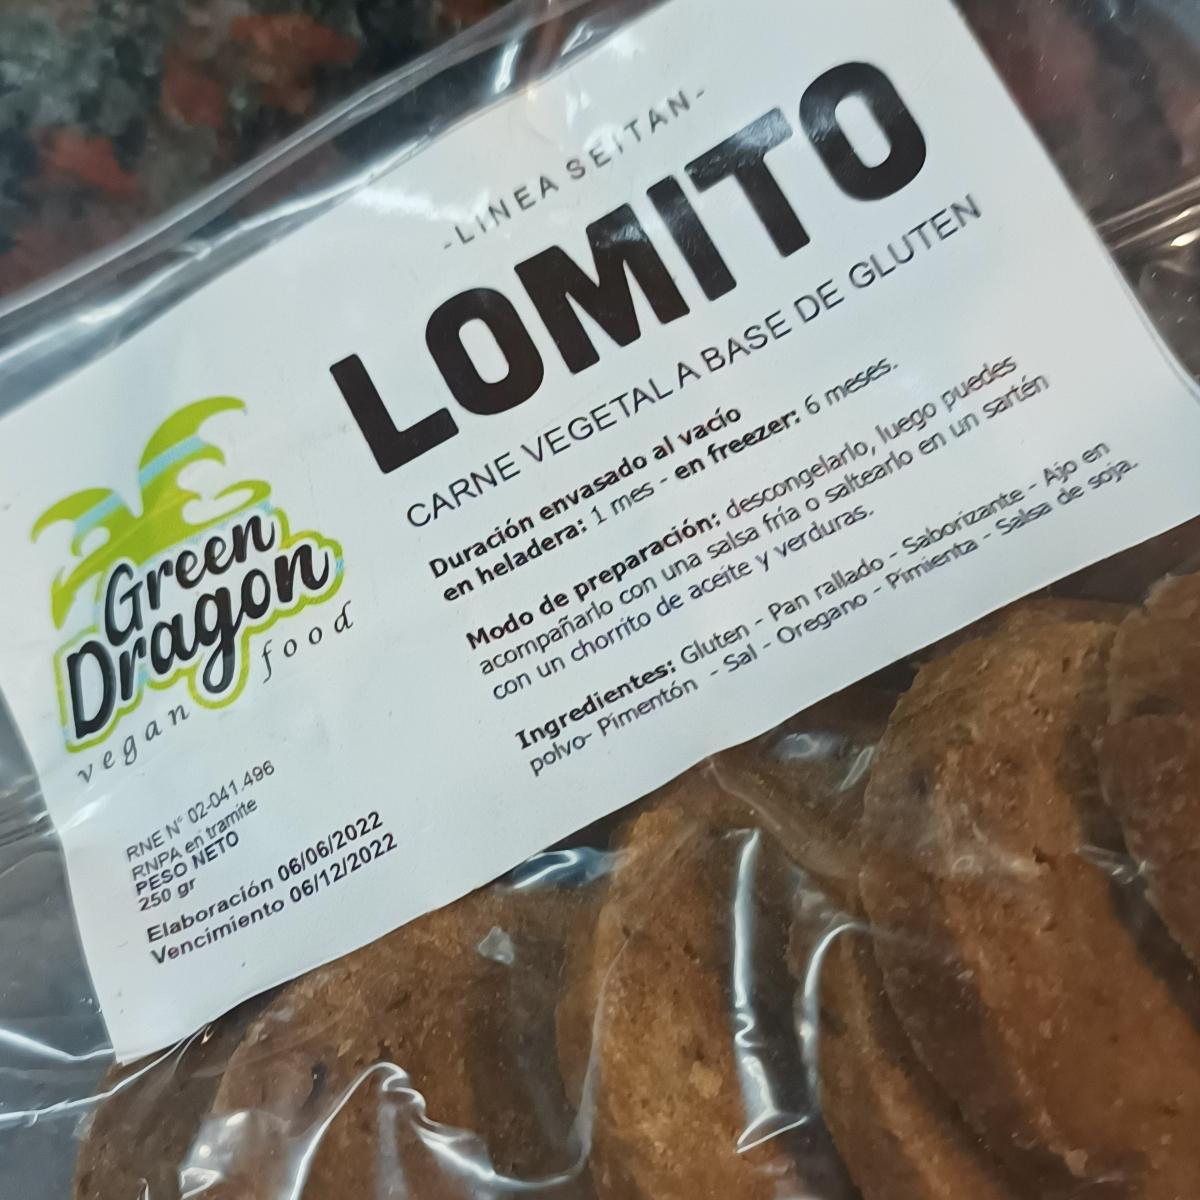 -LINEA SEITAN-
LOMITO
CARNE VEGETAL A BASE DE GLUTEN
Duración envasado al vacío
en heladera: 1 mes - en freezer: 6 meses.
Modo de preparación: descongelarlo, luego puedes
acompañarlo con una salsa fría o saltearlo en un sartén
con un chorrito de aceite y verduras.
Ingredientes: Gluten - Pan rallado - Saborizante - Ajo en
polvo- Pimentón - Sal - Oregano - Pimienta - Salsa de soja.
Green
Dragon
vegan food
RNE N° 02-041.496
RNPA en tramite
PESO NETO
250 gr
Elaboración 06/06/2022
Vencimiento 06/12/2022